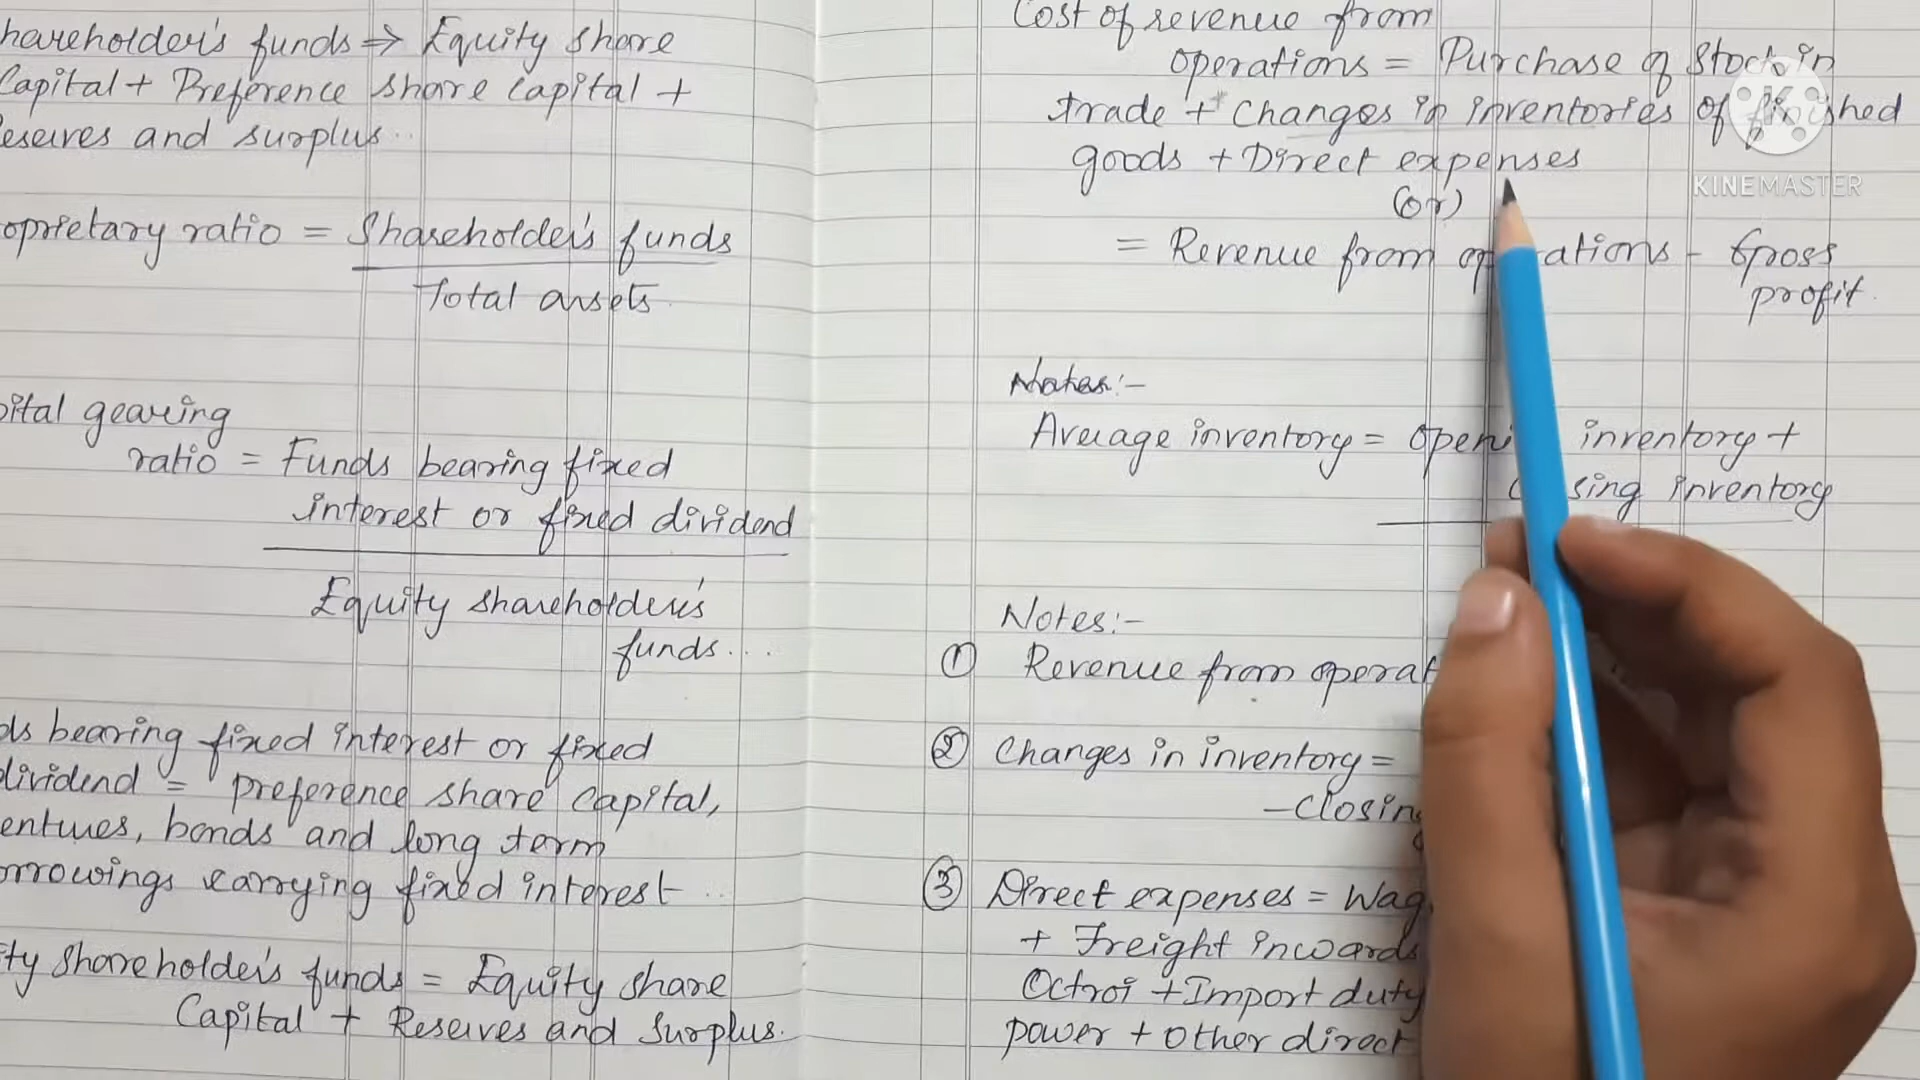 hareholder's funds ⇒ Equity share
Capital + Preference share capital +
eserves and surplus..
oprietary ratio = Shareholder's funds
Total assets.
pital gearing
ratio = Funds bearing fixed
interest or fixed dividend
Equity shareholder's
funds...
ds bearing fixed interest or fixed
dividend = preference share capital,
entures, bonds and long term
orrowings carrying fixed interest ..
ity shareholder's funds = Equity share
Capital + Reserves and surplus.
Cost of revenue from
operations = Purchase of stock in
trade + changes in inventories of finished
goods + Direct expenses
(or)
= Revenue from operations - Gross
profit.
Notes:-
Average inventory = opening inventory +
closing inventory
Notes:-
① Revenue from operat
② Changes in inventory =
- closing
③ Direct expenses = Wag
+ Freight inwards
Octroi + Import duty
power + other direct
K
KINEMASTER